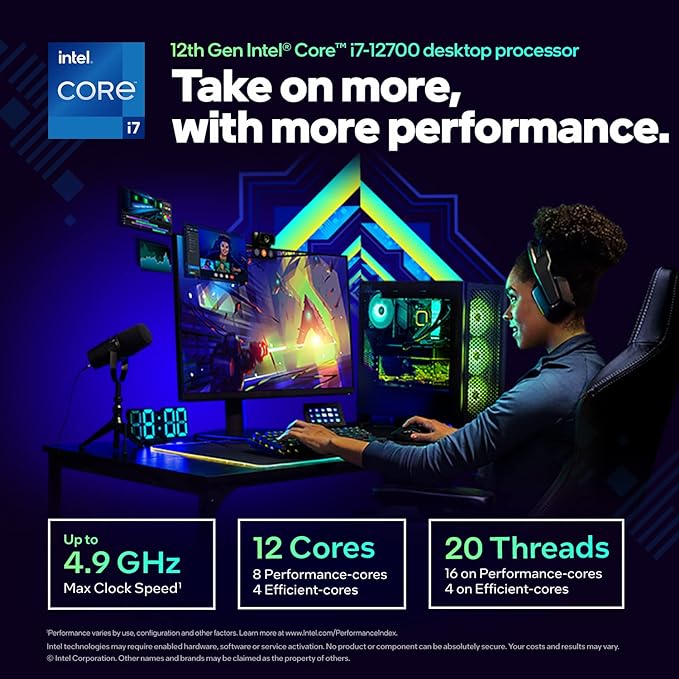 intel.
CORE™
i7
12th Gen Intel® Core™ i7-12700 desktop processor
Take on more,
with more performance.
18:08
Up to
4.9 GHz
Max Clock Speed¹
12 Cores
8 Performance-cores
4 Efficient-cores
20 Threads
16 on Performance-cores
4 on Efficient-cores
¹Performance varies by use, configuration and other factors. Learn more at www.Intel.com/PerformanceIndex.
Intel technologies may require enabled hardware, software or service activation. No product or component can be absolutely secure. Your costs and results may vary.
© Intel Corporation. Other names and brands may be claimed as the property of others.